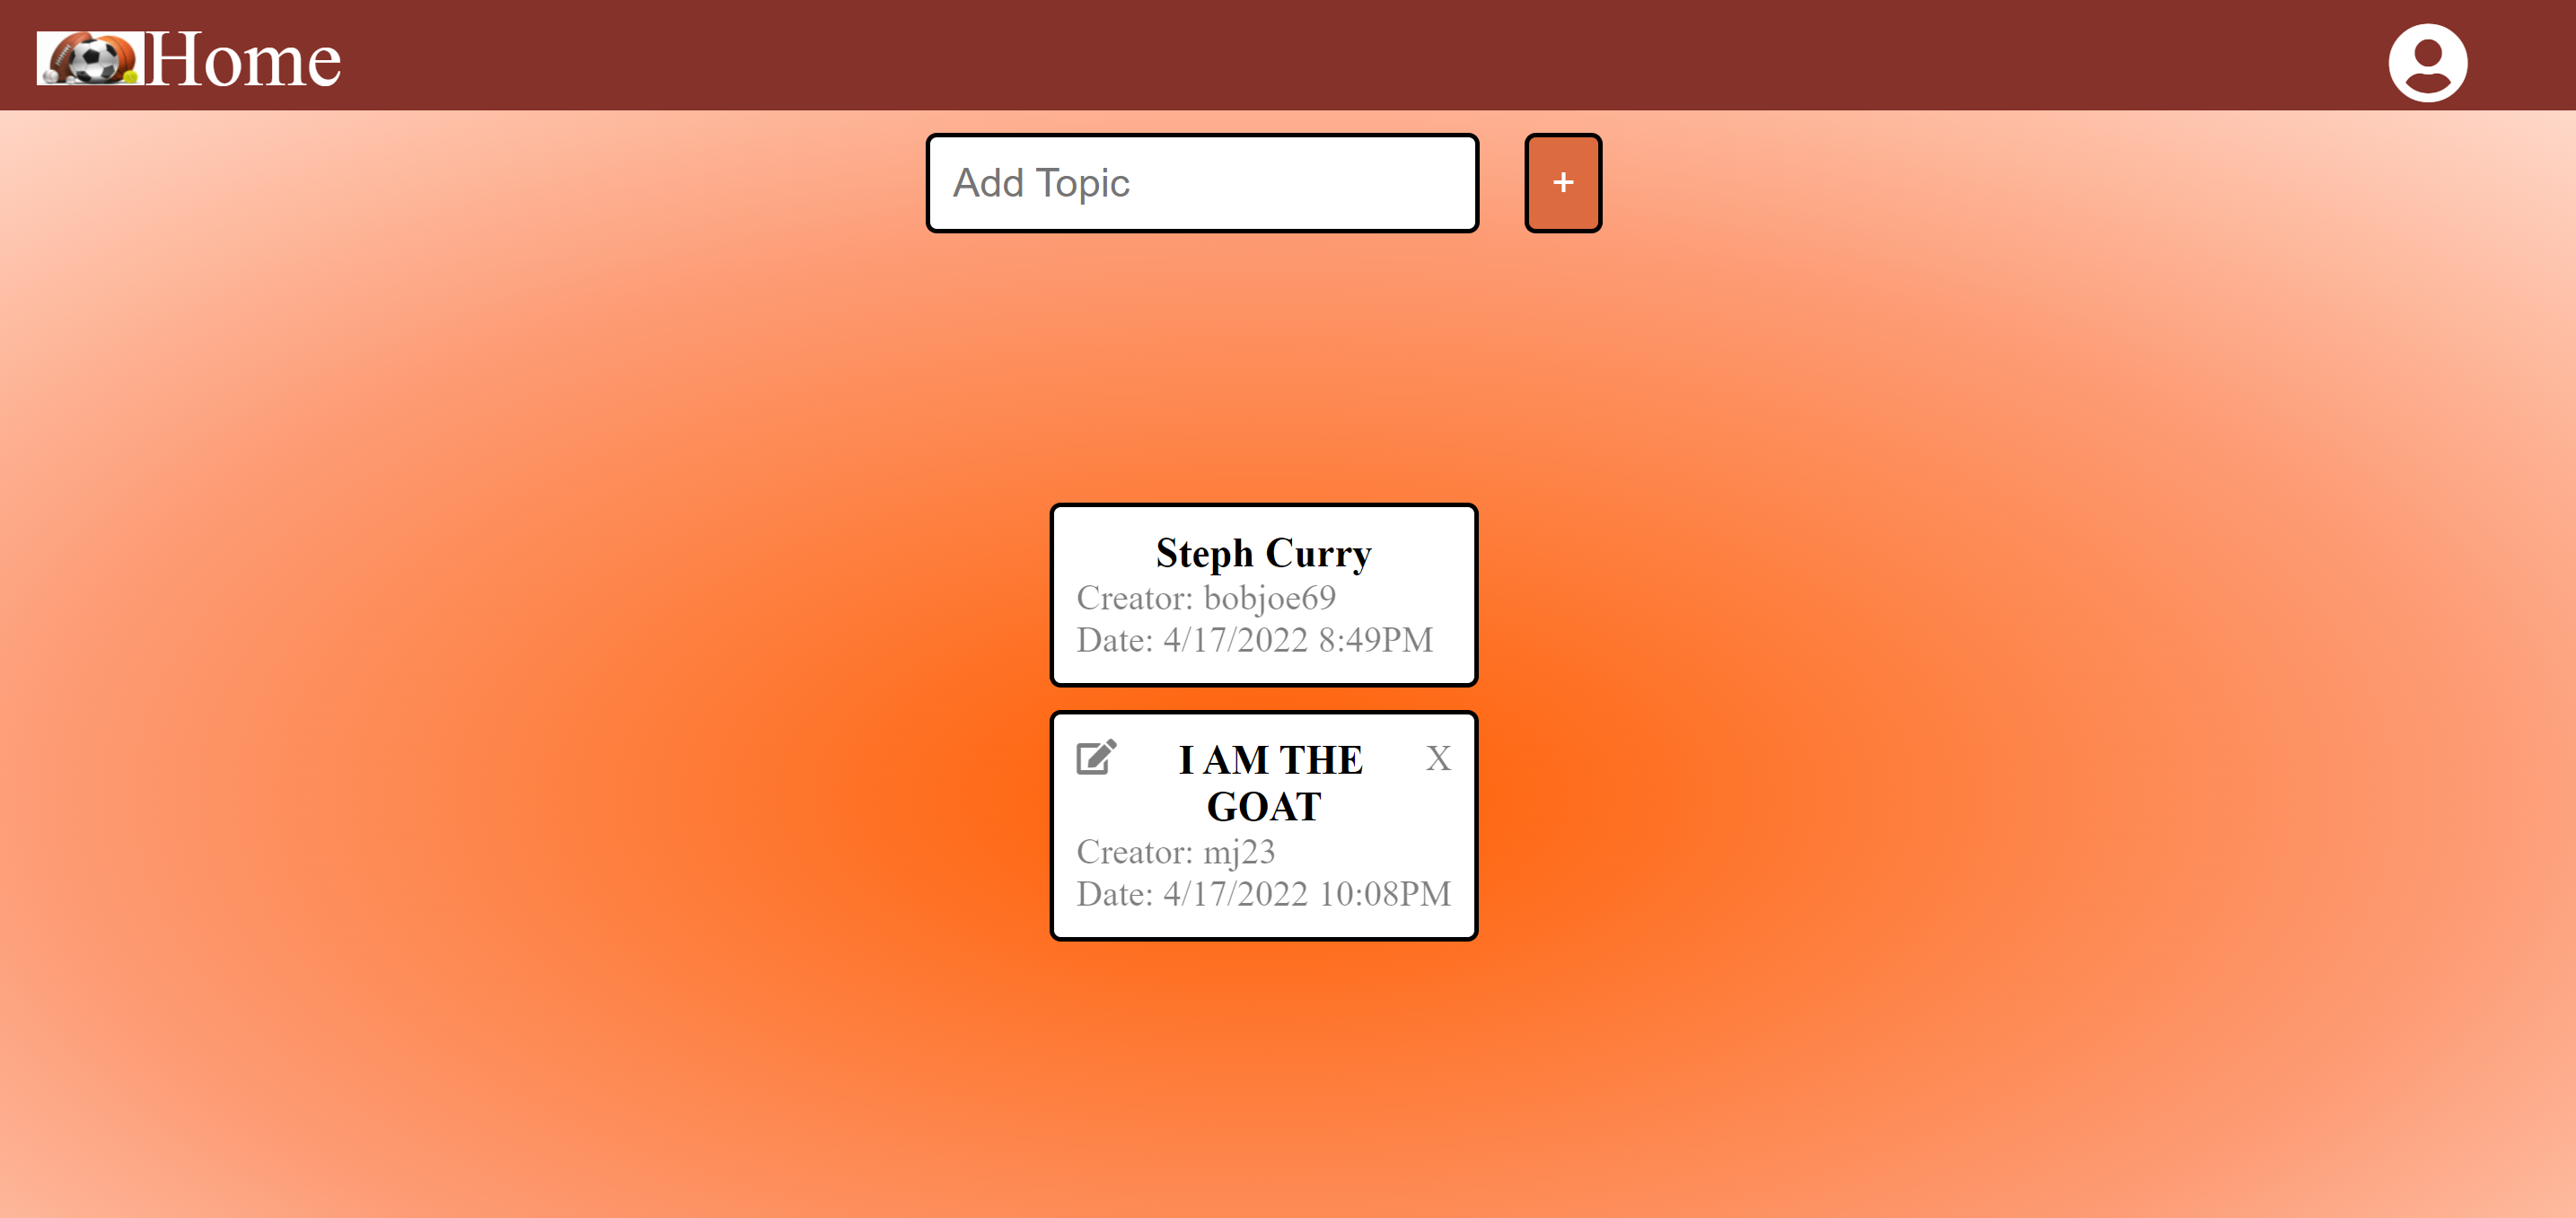 Home
Add Topic
+
Steph Curry
Creator: bobjoe69
Date: 4/17/2022 8:49PM
I AM THE X
GOAT
Creator: mj23
Date: 4/17/2022 10:08PM